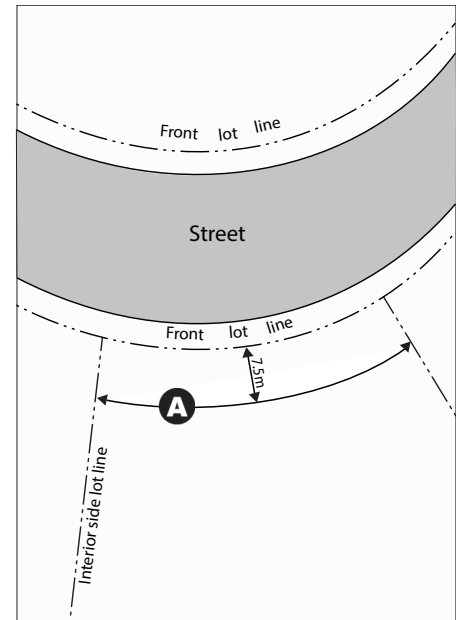 Front lot line
Street
Front lot line
7.5m
A
Interior side lot line